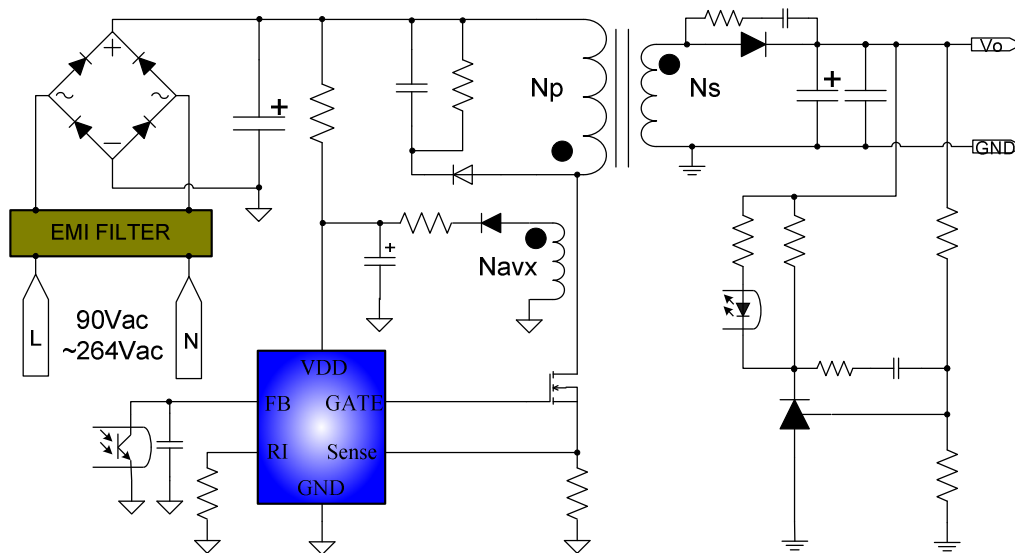 Vo
Np
Ns
GND
EMI FILTER
Navx
L
90Vac
~264Vac
N
VDD
FB
GATE
RI
Sense
GND